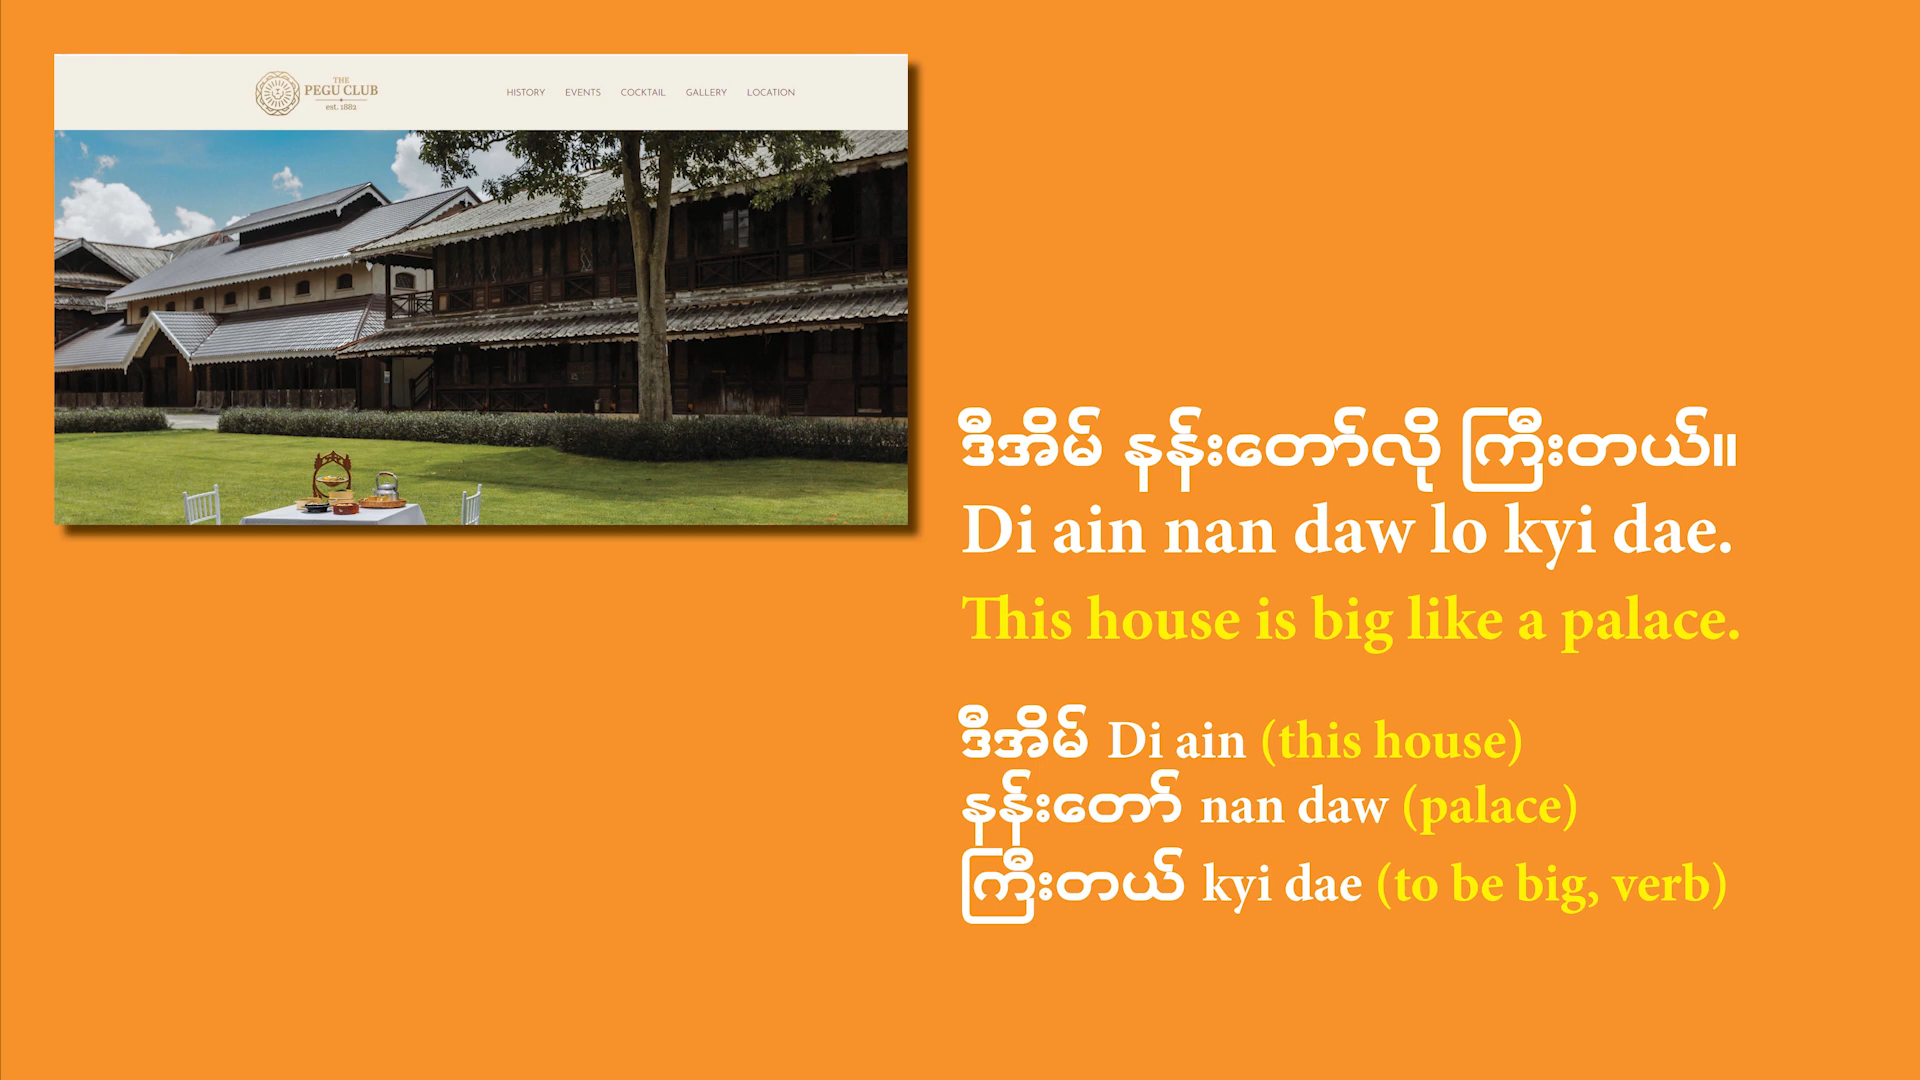 THE
PEGU CLUB
est. 1882
HISTORY EVENTS COCKTAIL GALLERY LOCATION
ဒီအိမ် နန်းတော်လို ကြီးတယ်။
Di ain nan daw lo kyi dae.
This house is big like a palace.
ဒီအိမ် Di ain (this house)
နန်းတော် nan daw (palace)
ကြီးတယ် kyi dae (to be big, verb)